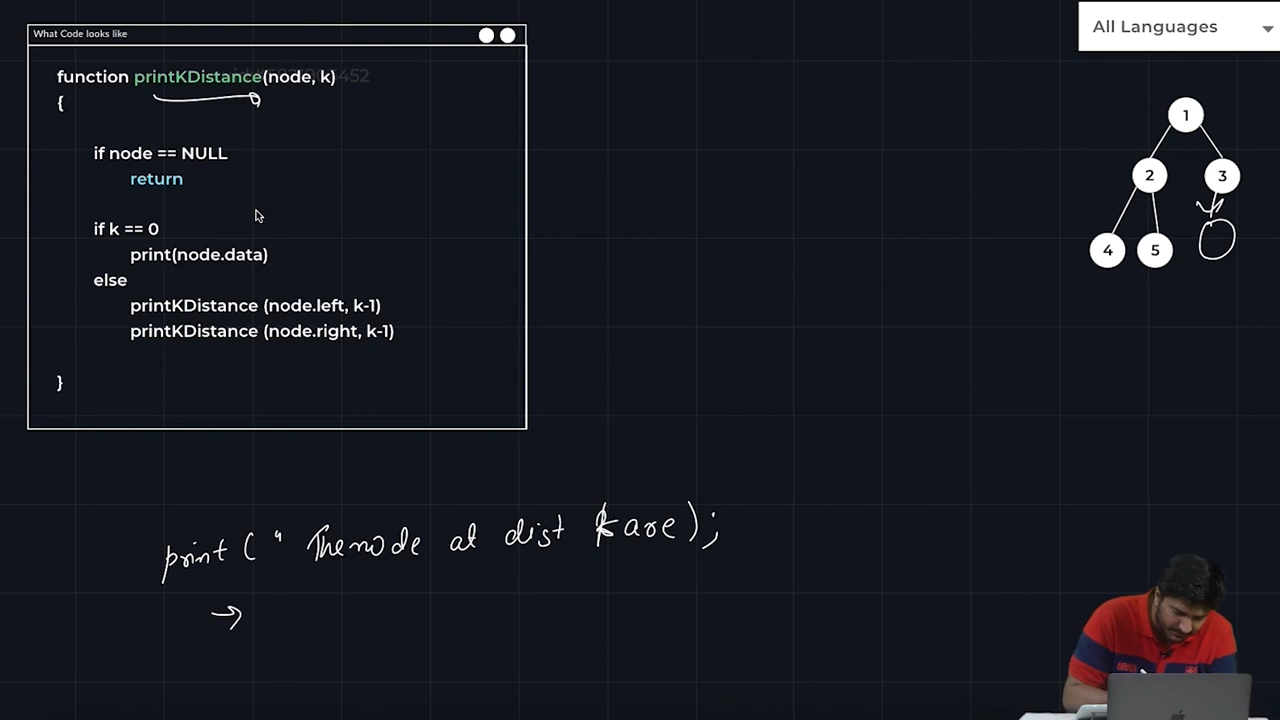 What Code looks like
All Languages
function printKDistance(node, k)
{
if node == NULL
return
if k == 0
print(node.data)
else
printKDistance (node.left, k-1)
printKDistance (node.right, k-1)
}
1
2
3
4
5
print (" The node at dist k are);